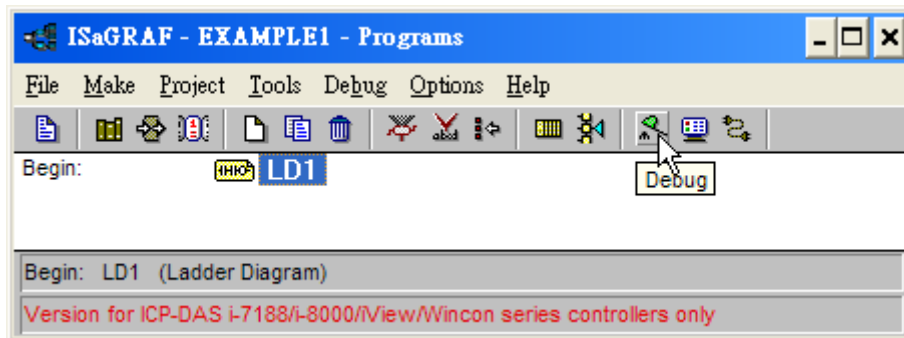 ISaGRAF - EXAMPLE1 - Programs
File Make Project Tools Debug Options Help
Begin: LD1
Debug
Begin: LD1 (Ladder Diagram)
Version for ICP-DAS i-7188/i-8000/iView/Wincon series controllers only